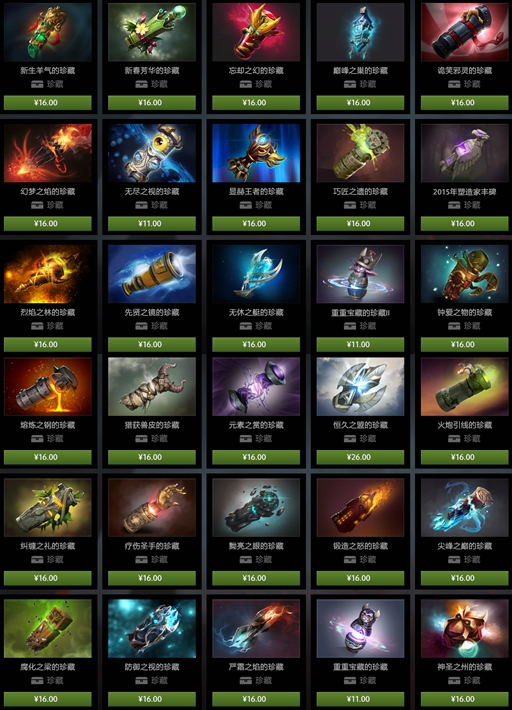 新生羊气的珍藏 新春芳华的珍藏 忘却之幻的珍藏 巅峰之巢的珍藏 诡笑邪灵的珍藏
珍藏 珍藏 珍藏 珍藏 珍藏
¥16.00 ¥16.00 ¥16.00 ¥16.00 ¥16.00
幻梦之焰的珍藏 无尽之视的珍藏 显赫王者的珍藏 巧匠之遗的珍藏 2015年塑造家丰碑
珍藏 珍藏 珍藏 珍藏 珍藏
¥16.00 ¥11.00 ¥16.00 ¥16.00 ¥16.00
烈焰之林的珍藏 先贤之镜的珍藏 无休之艇的珍藏 重重宝藏的珍藏II 钟爱之物的珍藏
珍藏 珍藏 珍藏 珍藏 珍藏
¥16.00 ¥16.00 ¥16.00 ¥11.00 ¥16.00
熔炼之钢的珍藏 猎获兽皮的珍藏 元素之赏的珍藏 恒久之盟的珍藏 火炮引线的珍藏
珍藏 珍藏 珍藏 珍藏 珍藏
¥16.00 ¥16.00 ¥16.00 ¥26.00 ¥16.00
纠缠之礼的珍藏 疗伤圣手的珍藏 黝亮之眼的珍藏 锻造之怒的珍藏 尖峰之巅的珍藏
珍藏 珍藏 珍藏 珍藏 珍藏
¥16.00 ¥16.00 ¥16.00 ¥16.00 ¥16.00
腐化之梁的珍藏 防御之视的珍藏 严霜之焰的珍藏 重重宝藏的珍藏 神圣之州的珍藏
珍藏 珍藏 珍藏 珍藏 珍藏
¥16.00 ¥16.00 ¥16.00 ¥11.00 ¥16.00